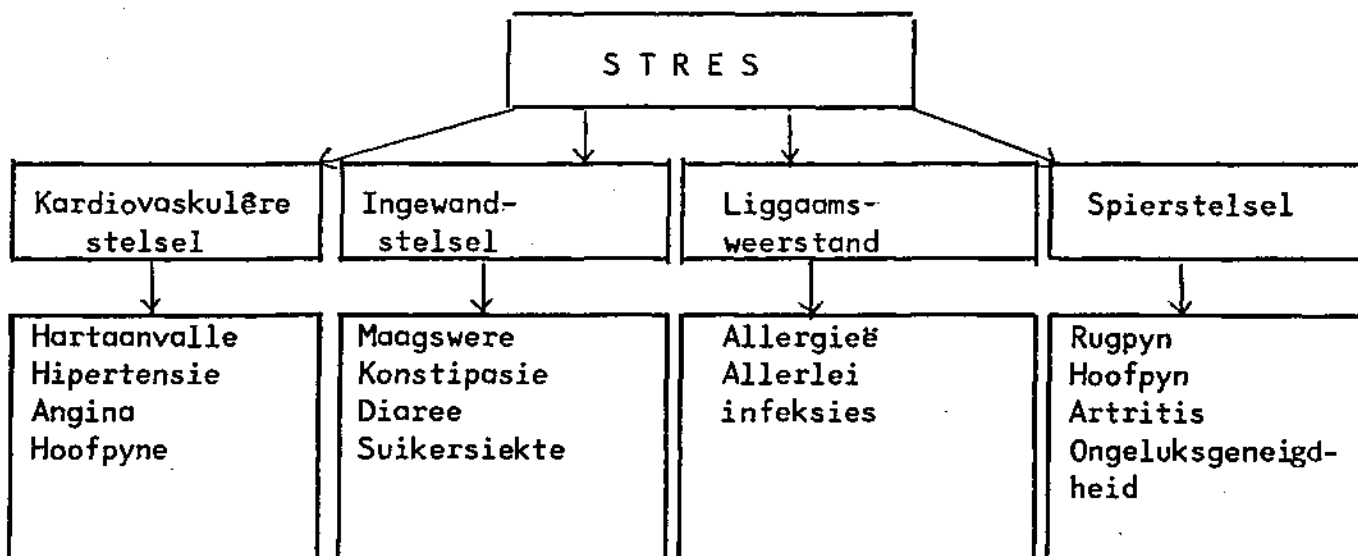 S T R E S
Kardiovaskulêre
stelsel
Ingewand-
stelsel
Liggaams-
weerstand
Spierstelsel
Hartaanvalle
Hipertensie
Angina
Hoofpyne
Maagswere
Konstipasie
Diaree
Suikersiekte
Allergieë
Allerlei
infeksies
Rugpyn
Hoofpyn
Artritis
Ongeluksgeneigd-
heid